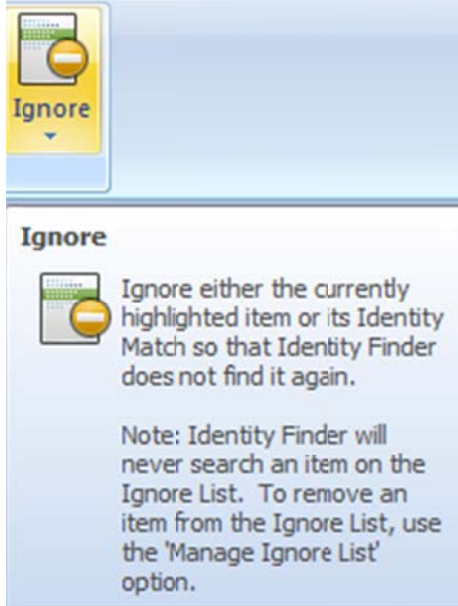 Ignore
Ignore
Ignore either the currently
highlighted item or its Identity
Match so that Identity Finder
does not find it again.
Note: Identity Finder will
never search an item on the
Ignore List. To remove an
item from the Ignore List, use
the 'Manage Ignore List'
option.